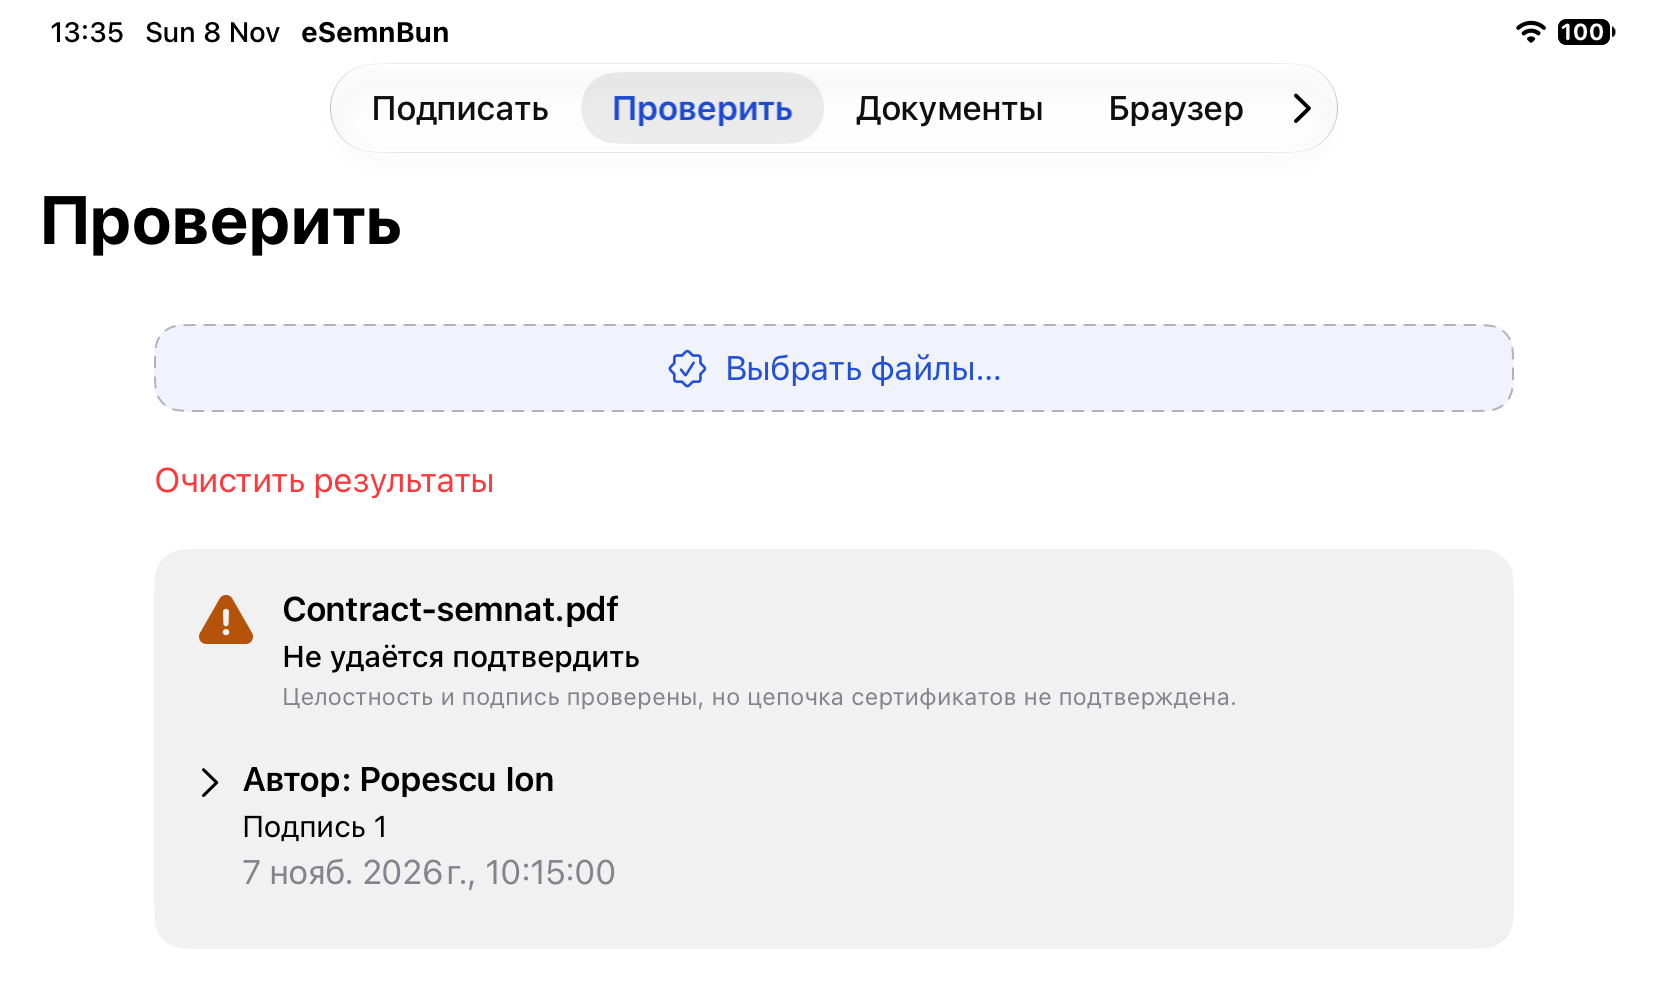 13:35 Sun 8 Nov eSemnBun 100
Подписать Проверить Документы Браузер
Проверить
Выбрать файлы...
Очистить результаты
Contract-semnat.pdf
Не удаётся подтвердить
Целостность и подпись проверены, но цепочка сертификатов не подтверждена.
Автор: Popescu Ion
Подпись 1
7 нояб. 2026 г., 10:15:00